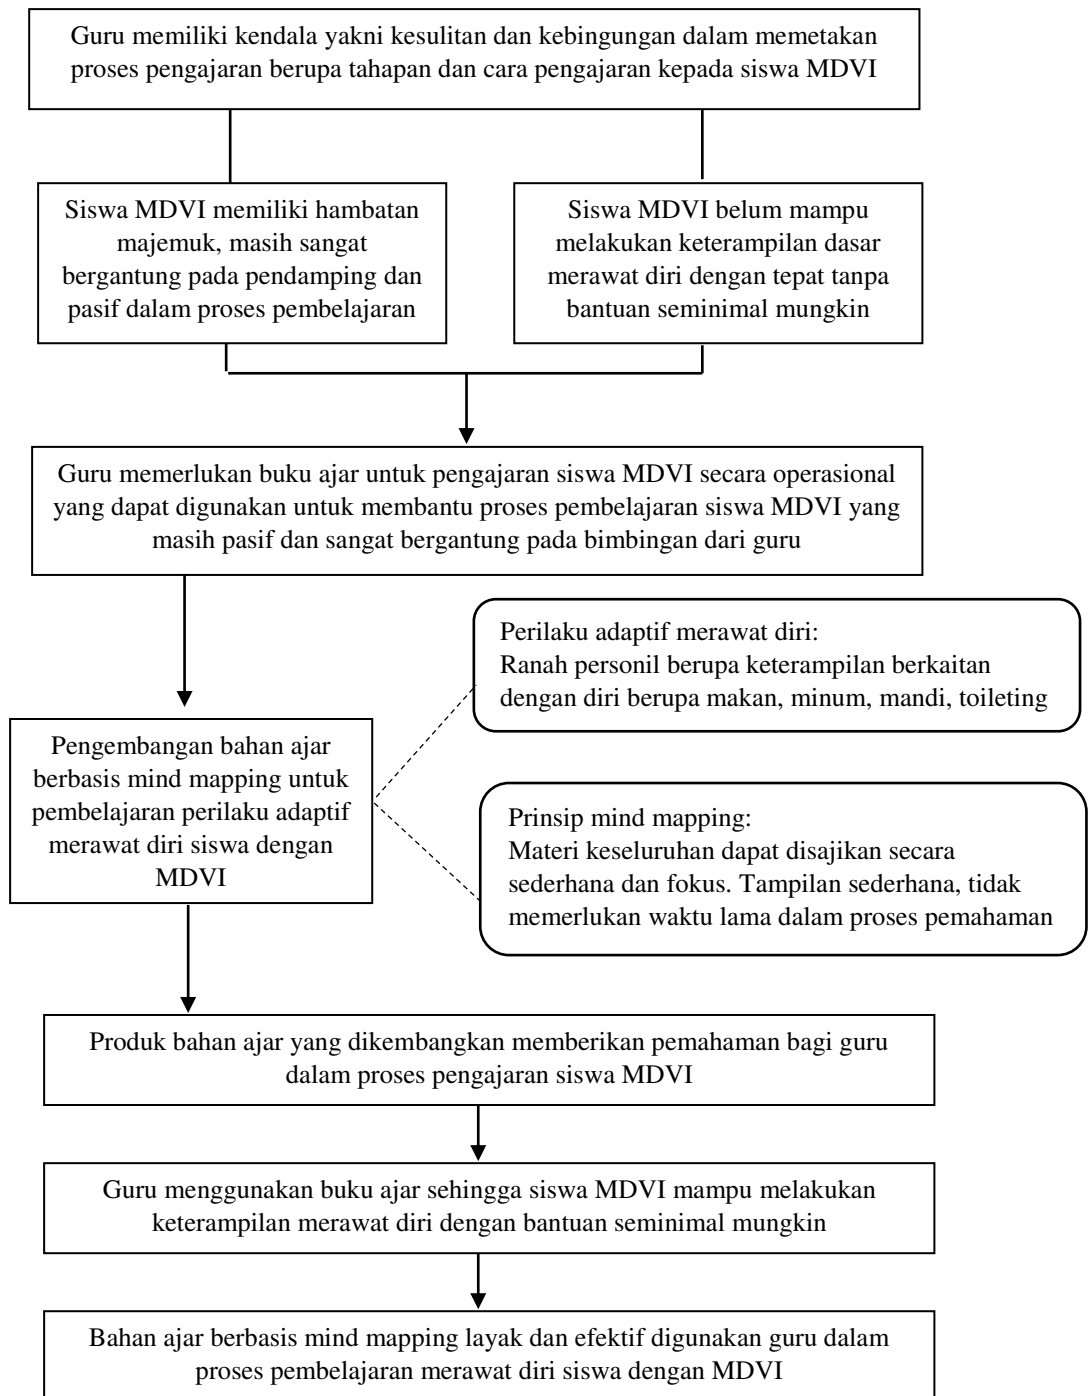 Guru memiliki kendala yakni kesulitan dan kebingungan dalam memetakan
proses pengajaran berupa tahapan dan cara pengajaran kepada siswa MDVI
Siswa MDVI memiliki hambatan
majemuk, masih sangat
bergantung pada pendamping dan
pasif dalam proses pembelajaran
Siswa MDVI belum mampu
melakukan keterampilan dasar
merawat diri dengan tepat tanpa
bantuan seminimal mungkin
Guru memerlukan buku ajar untuk pengajaran siswa MDVI secara operasional
yang dapat digunakan untuk membantu proses pembelajaran siswa MDVI yang
masih pasif dan sangat bergantung pada bimbingan dari guru
Perilaku adaptif merawat diri:
Ranah personil berupa keterampilan berkaitan
dengan diri berupa makan, minum, mandi, toileting
Pengembangan bahan ajar
berbasis mind mapping untuk
pembelajaran perilaku adaptif
merawat diri siswa dengan
MDVI
Prinsip mind mapping:
Materi keseluruhan dapat disajikan secara
sederhana dan fokus. Tampilan sederhana, tidak
memerlukan waktu lama dalam proses pemahaman
Produk bahan ajar yang dikembangkan memberikan pemahaman bagi guru
dalam proses pengajaran siswa MDVI
Guru menggunakan buku ajar sehingga siswa MDVI mampu melakukan
keterampilan merawat diri dengan bantuan seminimal mungkin
Bahan ajar berbasis mind mapping layak dan efektif digunakan guru dalam
proses pembelajaran merawat diri siswa dengan MDVI